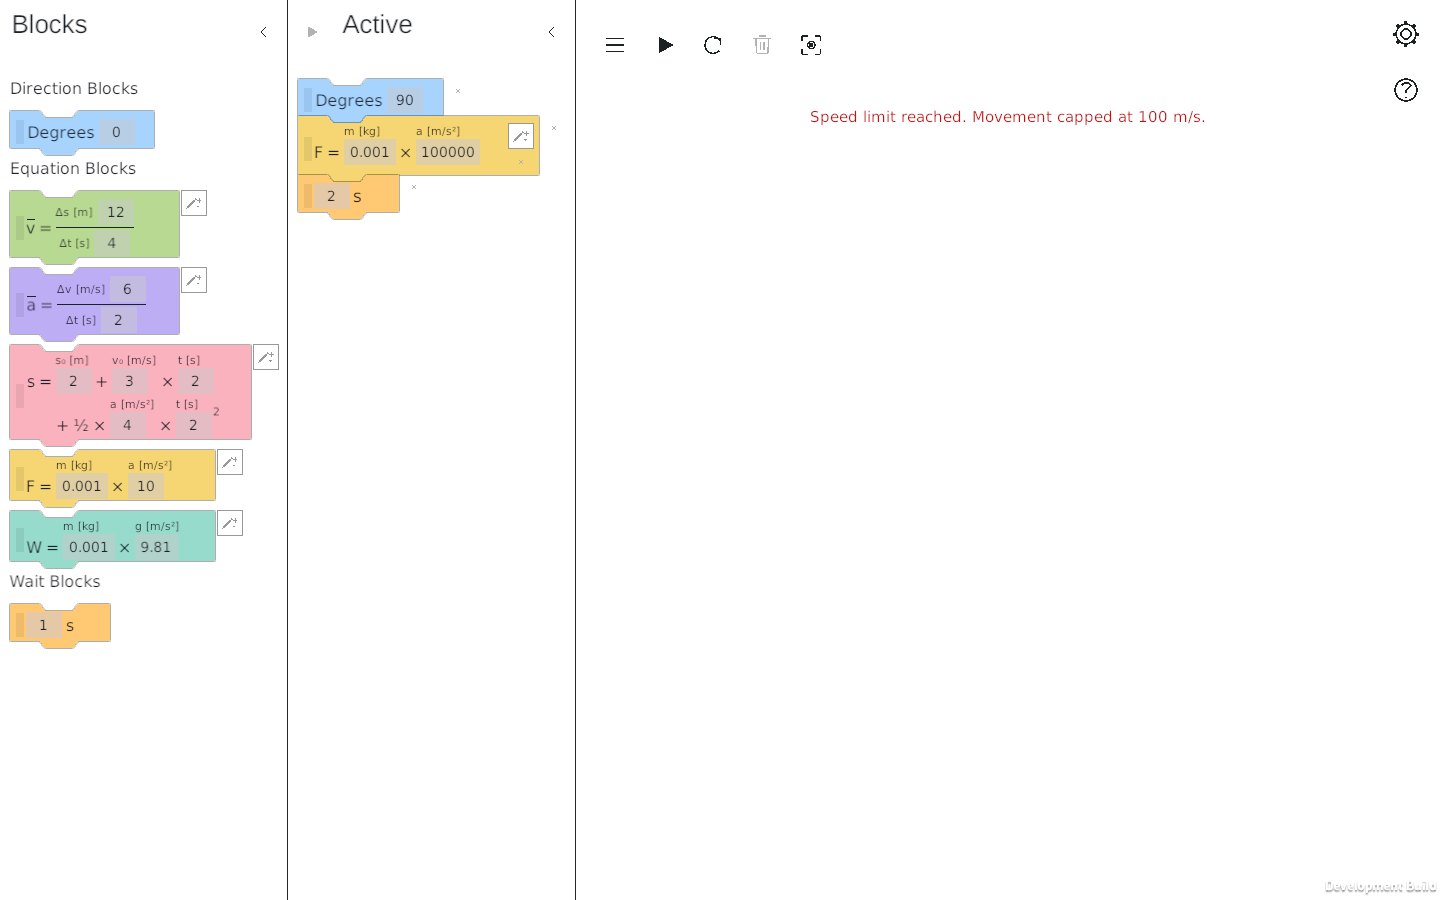 Blocks
Direction Blocks
Degrees 0
Equation Blocks
Δs [m] 12
v =
Δt [s] 4
Δv [m/s] 6
a =
Δt [s] 2
s₀ [m] v₀ [m/s] t [s]
s = 2 + 3 × 2
a [m/s²] t [s]
+ ½ × 4 × 2 2
m [kg] a [m/s²]
F = 0.001 × 10
m [kg] g [m/s²]
W = 0.001 × 9.81
Wait Blocks
1 s
Active
Degrees 90
m [kg] a [m/s²]
F = 0.001 × 100000
2 s
Speed limit reached. Movement capped at 100 m/s.
Development Build